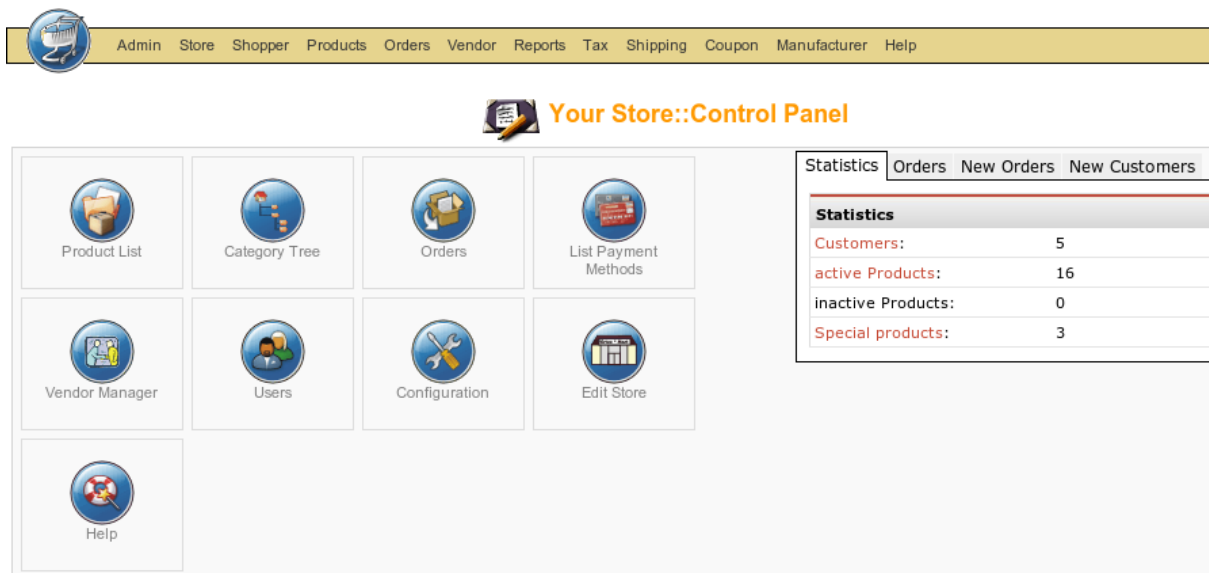 Admin Store Shopper Products Orders Vendor Reports Tax Shipping Coupon Manufacturer Help
Your Store::Control Panel
Product List
Category Tree
Orders
List Payment
Methods
Vendor Manager
Users
Configuration
Edit Store
Help
Statistics Orders New Orders New Customers
Statistics
Customers: 5
active Products: 16
inactive Products: 0
Special products: 3